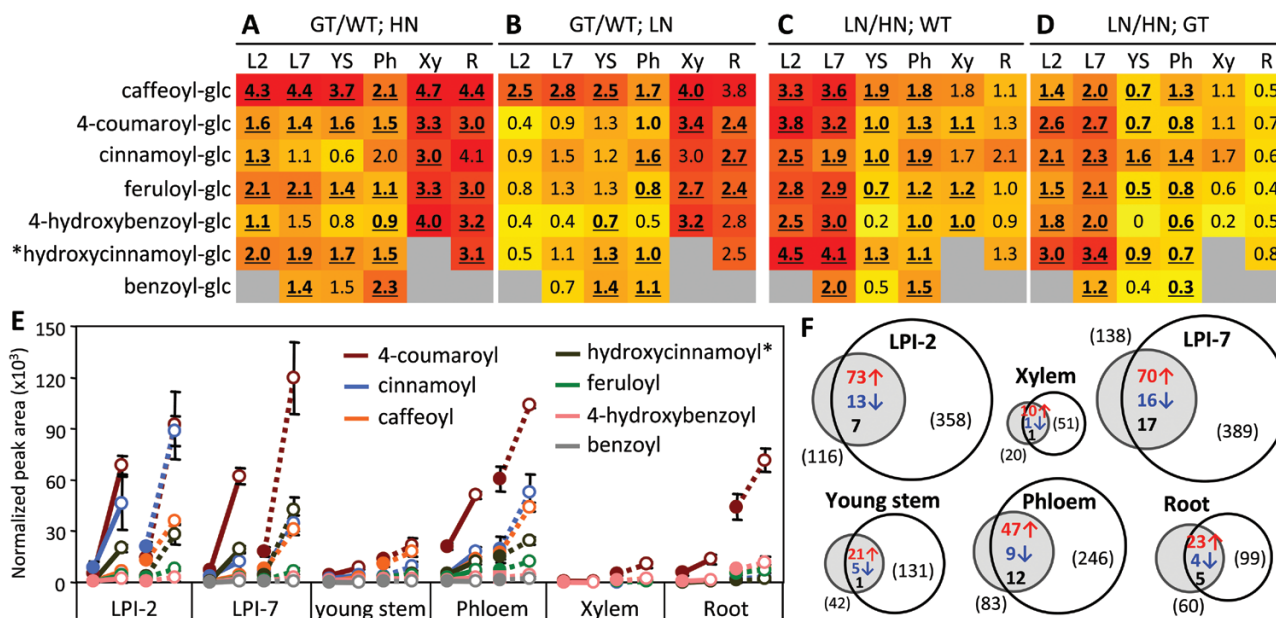 A GT/WT; HN B GT/WT; LN C LN/HN; WT D LN/HN; GT
L2 L7 YS Ph Xy R L2 L7 YS Ph Xy R L2 L7 YS Ph Xy R L2 L7 YS Ph Xy R
caffeoyl-glc 4.3 4.4 3.7 2.1 4.7 4.4 2.5 2.8 2.5 1.7 4.0 3.8 3.3 3.6 1.9 1.8 1.8 1.1 1.4 2.0 0.7 1.3 1.1 0.5
4-coumaroyl-glc 1.6 1.4 1.6 1.5 3.3 3.0 0.4 0.9 1.3 1.0 3.4 2.4 3.8 3.2 1.0 1.3 1.1 1.3 2.6 2.7 0.7 0.8 1.1 0.7
cinnamoyl-glc 1.3 1.1 0.6 2.0 3.0 4.1 0.9 1.5 1.2 1.6 3.0 2.7 2.5 1.9 1.0 1.9 1.7 2.1 2.1 2.3 1.6 1.4 1.7 0.6
feruloyl-glc 2.1 2.1 1.4 1.1 3.3 3.0 0.8 1.3 1.3 0.8 2.7 2.4 2.8 2.9 0.7 1.2 1.2 1.0 1.5 2.1 0.5 0.8 0.6 0.4
4-hydroxybenzoyl-glc 1.1 1.5 0.8 0.9 4.0 3.2 0.4 0.4 0.7 0.5 3.2 2.8 2.5 3.0 0.2 1.0 1.0 0.9 1.8 2.0 0 0.6 0.2 0.5
*hydroxycinnamoyl-glc 2.0 1.9 1.7 1.5 3.1 0.5 1.1 1.3 1.0 2.5 4.5 4.1 1.3 1.1 1.3 3.0 3.4 0.9 0.7 0.8
benzoyl-glc 1.4 1.5 2.3 0.7 1.4 1.1 2.0 0.5 1.5 1.2 0.4 0.3
E
Normalized peak area (x10³)
150
120
90
60
30
0
4-coumaroyl
cinnamoyl
caffeoyl
hydroxycinnamoyl*
feruloyl
4-hydroxybenzoyl
benzoyl
LPI-2 LPI-7 young stem Phloem Xylem Root
F
LPI-2
73↑
13↓
7
(358)
(116)
Xylem
10↑
1↓
1
(51)
(20)
LPI-7
(138)
70↑
16↓
17
(389)
Young stem
21↑
5↓
1
(131)
(42)
Phloem
47↑
9↓
12
(246)
(83)
Root
23↑
4↓
5
(99)
(60)